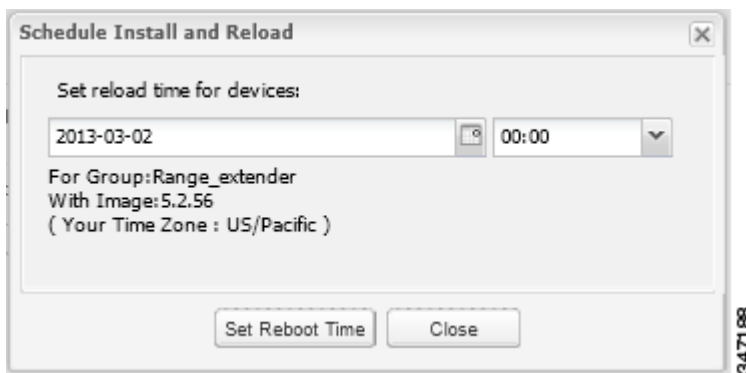 Schedule Install and Reload
Set reload time for devices:
2013-03-02 00:00
For Group:Range_extender
With Image:5.2.56
( Your Time Zone : US/Pacific )
Set Reboot Time Close
347188